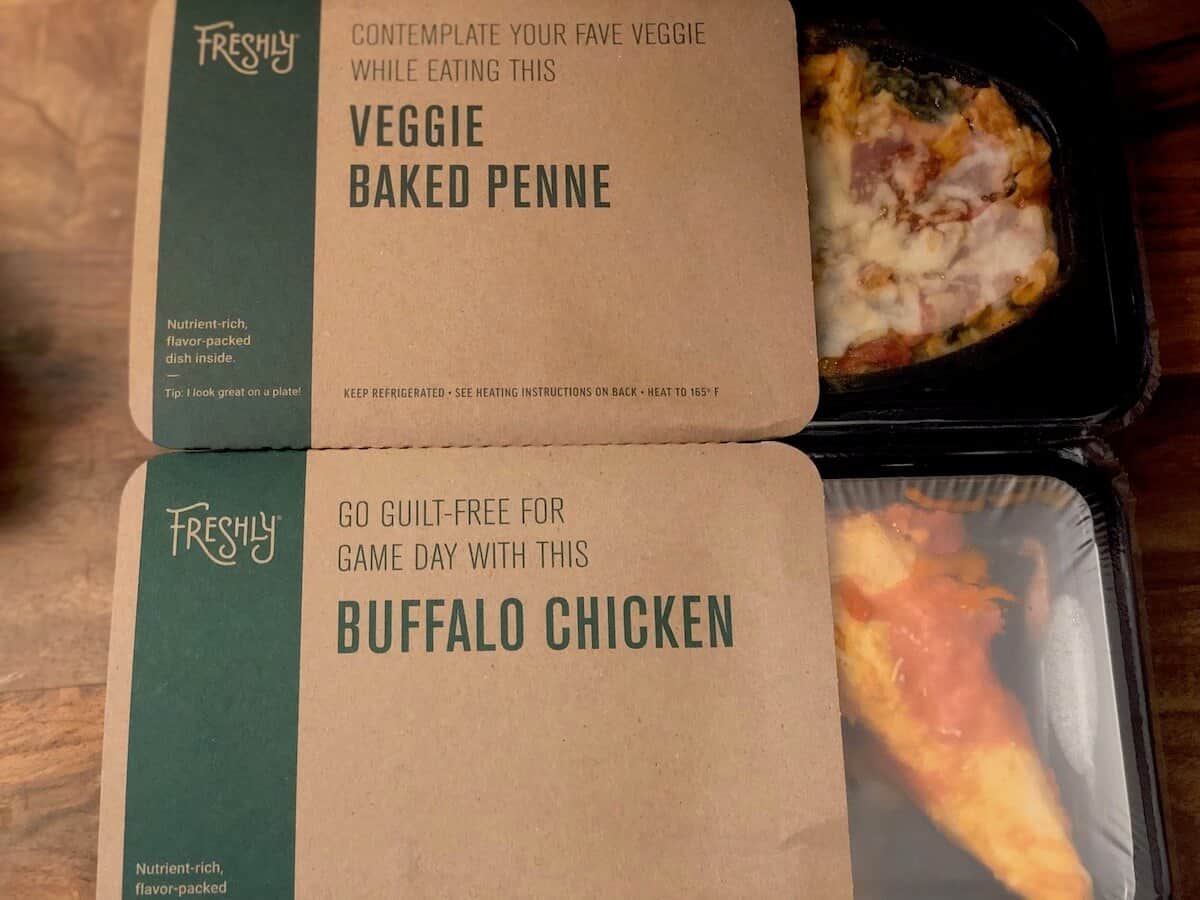 FRESHLY
CONTEMPLATE YOUR FAVE VEGGIE
WHILE EATING THIS
VEGGIE
BAKED PENNE
Nutrient-rich,
flavor-packed
dish inside.
—
Tip: I look great on a plate!
KEEP REFRIGERATED • SEE HEATING INSTRUCTIONS ON BACK • HEAT TO 165° F
FRESHLY®
GO GUILT-FREE FOR
GAME DAY WITH THIS
BUFFALO CHICKEN
Nutrient-rich,
flavor-packed